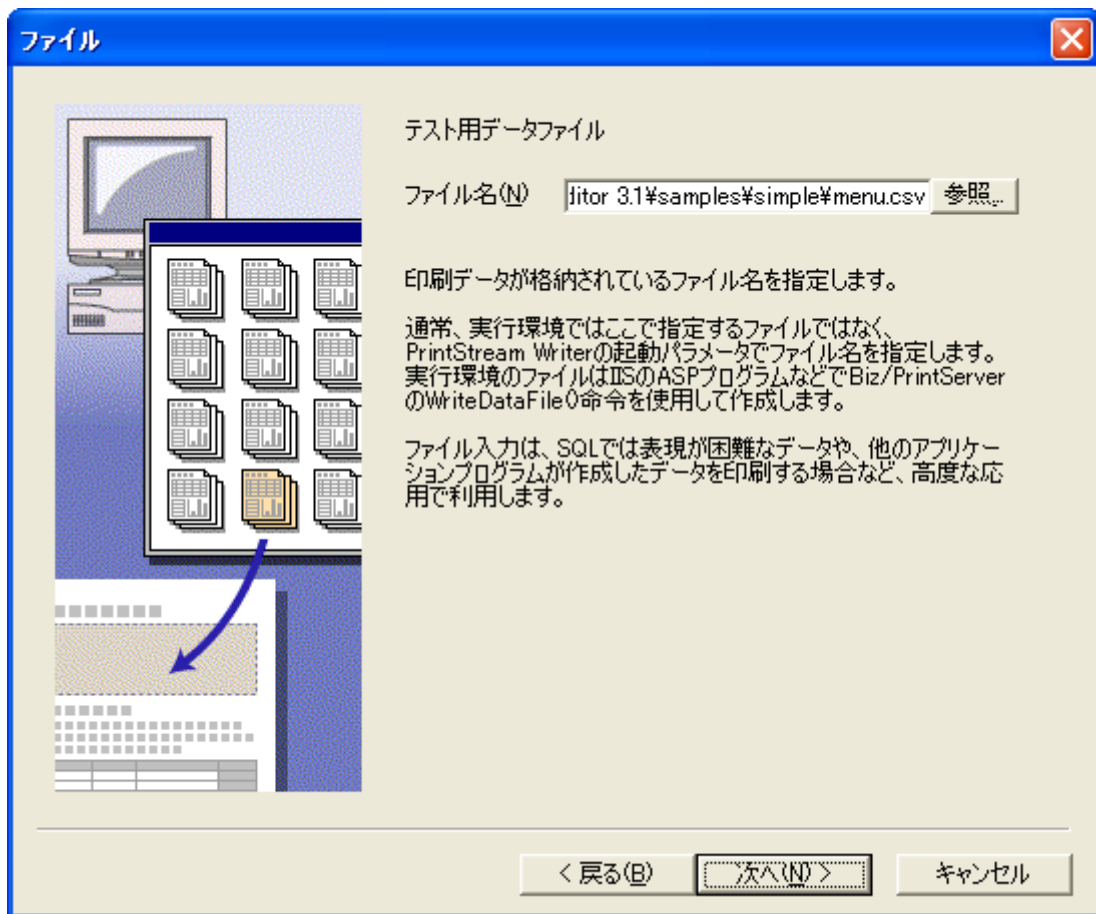 ファイル
テスト用データファイル
ファイル名(N)
ditor 3.1¥samples¥simple¥menu.csv
参照...
印刷データが格納されているファイル名を指定します。
通常、実行環境ではここで指定するファイルではなく、
PrintStream Writerの起動パラメータでファイル名を指定します。
実行環境のファイルはIISのASPプログラムなどでBiz/PrintServer
のWriteDataFile()命令を使用して作成します。
ファイル入力は、SQLでは表現が困難なデータや、他のアプリケー
ションプログラムが作成したデータを印刷する場合など、高度な応
用で利用します。
< 戻る(B)
次へ(N) >
キャンセル